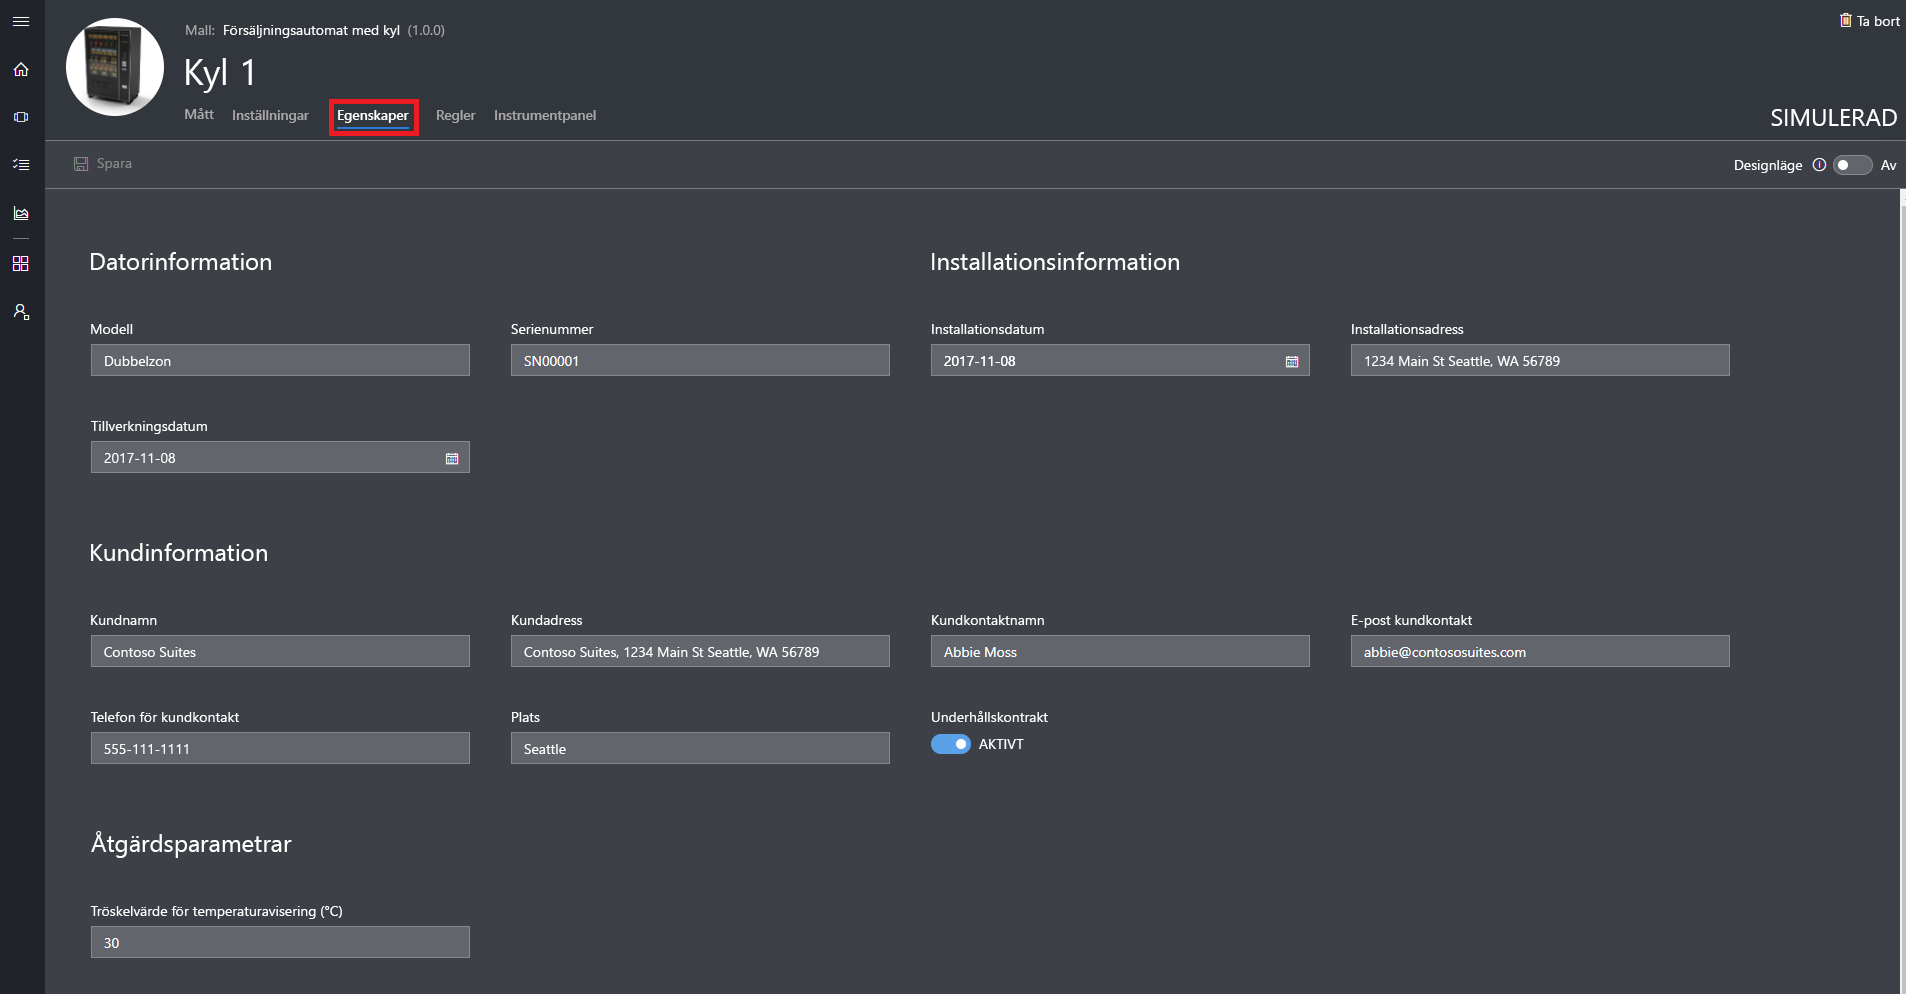 Mall: Försäljningsautomat med kyl (1.0.0)
Ta bort
Kyl 1
Mått Inställningar Egenskaper Regler Instrumentpanel
SIMULERAD
Spara
Designläge Av
Datorinformation
Installationsinformation
Modell
Serienummer
Installationsdatum
Installationsadress
Dubbelzon
SN00001
2017-11-08
1234 Main St Seattle, WA 56789
Tillverkningsdatum
2017-11-08
Kundinformation
Kundnamn
Kundadress
Kundkontaktnamn
E-post kundkontakt
Contoso Suites
Contoso Suites, 1234 Main St Seattle, WA 56789
Abbie Moss
abbie@contososuites.com
Telefon för kundkontakt
Plats
Underhållskontrakt
555-111-1111
Seattle
AKTIVT
Åtgärdsparametrar
Tröskelvärde för temperaturavisering (°C)
30